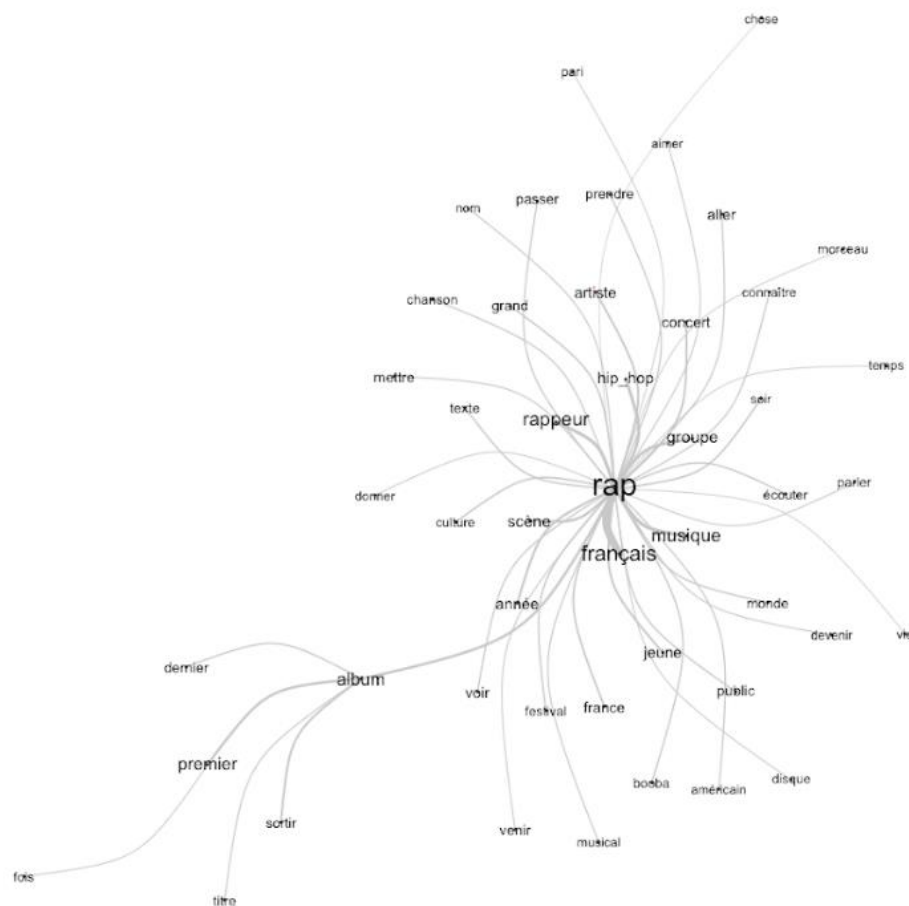 chose
pari
aimer
prendre
passer
nom
aller
morceau
artiste
connaître
chanson
grand
concert
temps
mettre
hip_hop
soir
texte
rappeur
groupe
rap
parler
donner
écouter
culture
scène
musique
français
année
monde
devenir
vie
jeune
dernier
album
voir
public
festival
france
premier
disque
booba
américain
sortir
venir
musical
fois
titre